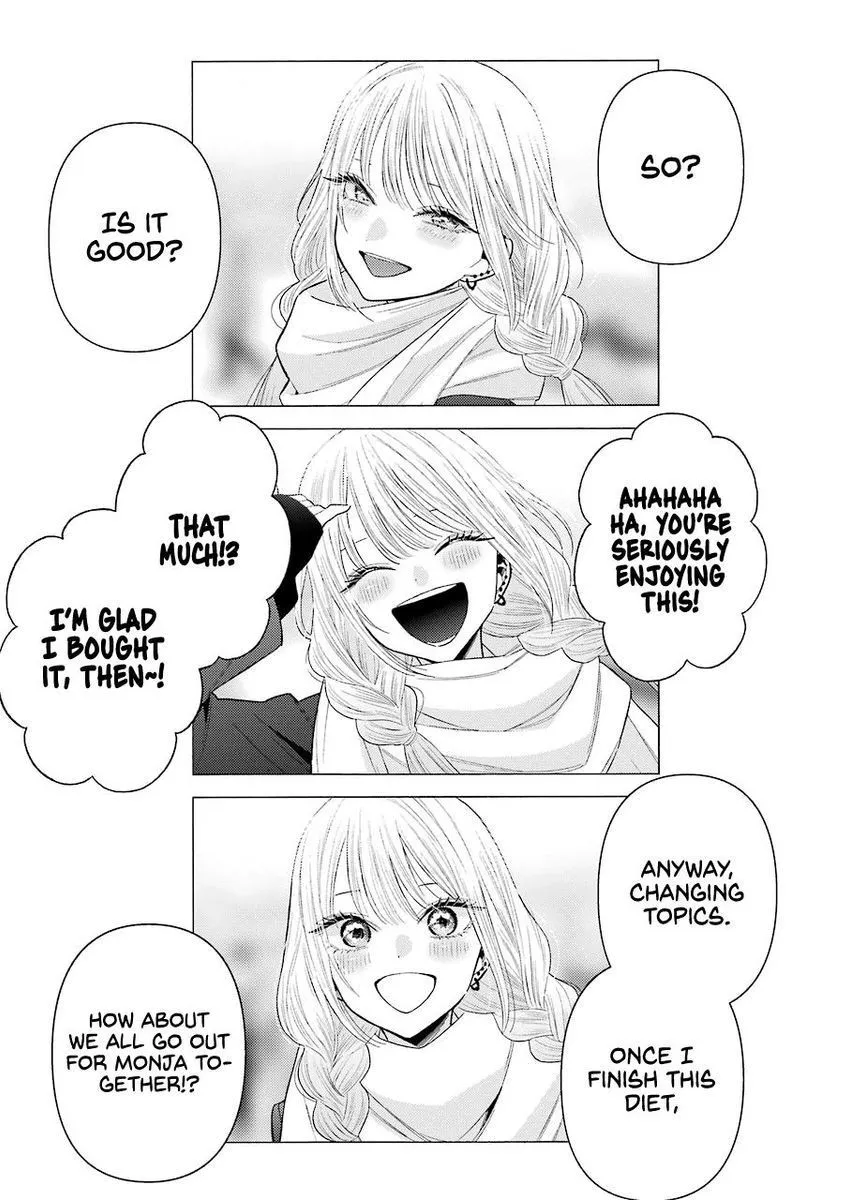 SO?
IS IT
GOOD?
AHAHAHA
HA, YOU'RE
SERIOUSLY
ENJOYING
THIS!
THAT
MUCH!?
I'M GLAD
I BOUGHT
IT, THEN~!
ANYWAY,
CHANGING
TOPICS.
ONCE I
FINISH THIS
DIET,
HOW ABOUT
WE ALL GO OUT
FOR MONJA TO-
GETHER!?